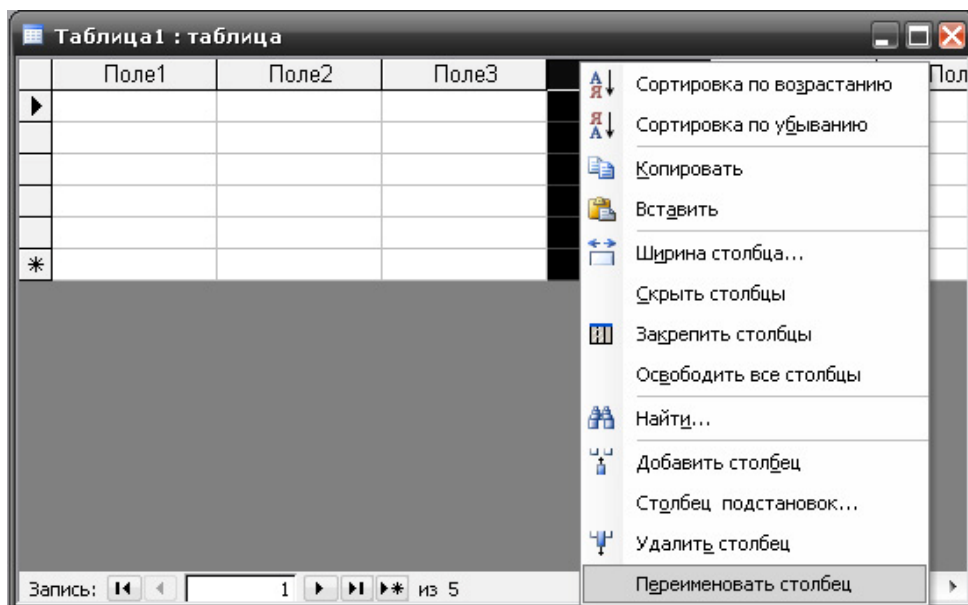 Таблица1 : таблица
Поле1 Поле2 Поле3 Пол
Сортировка по возрастанию
Сортировка по убыванию
Копировать
Вставить
Ширина столбца...
Скрыть столбцы
Закрепить столбцы
Освободить все столбцы
Найти...
Добавить столбец
Столбец подстановок...
Удалить столбец
Переименовать столбец
Запись: 1 из 5